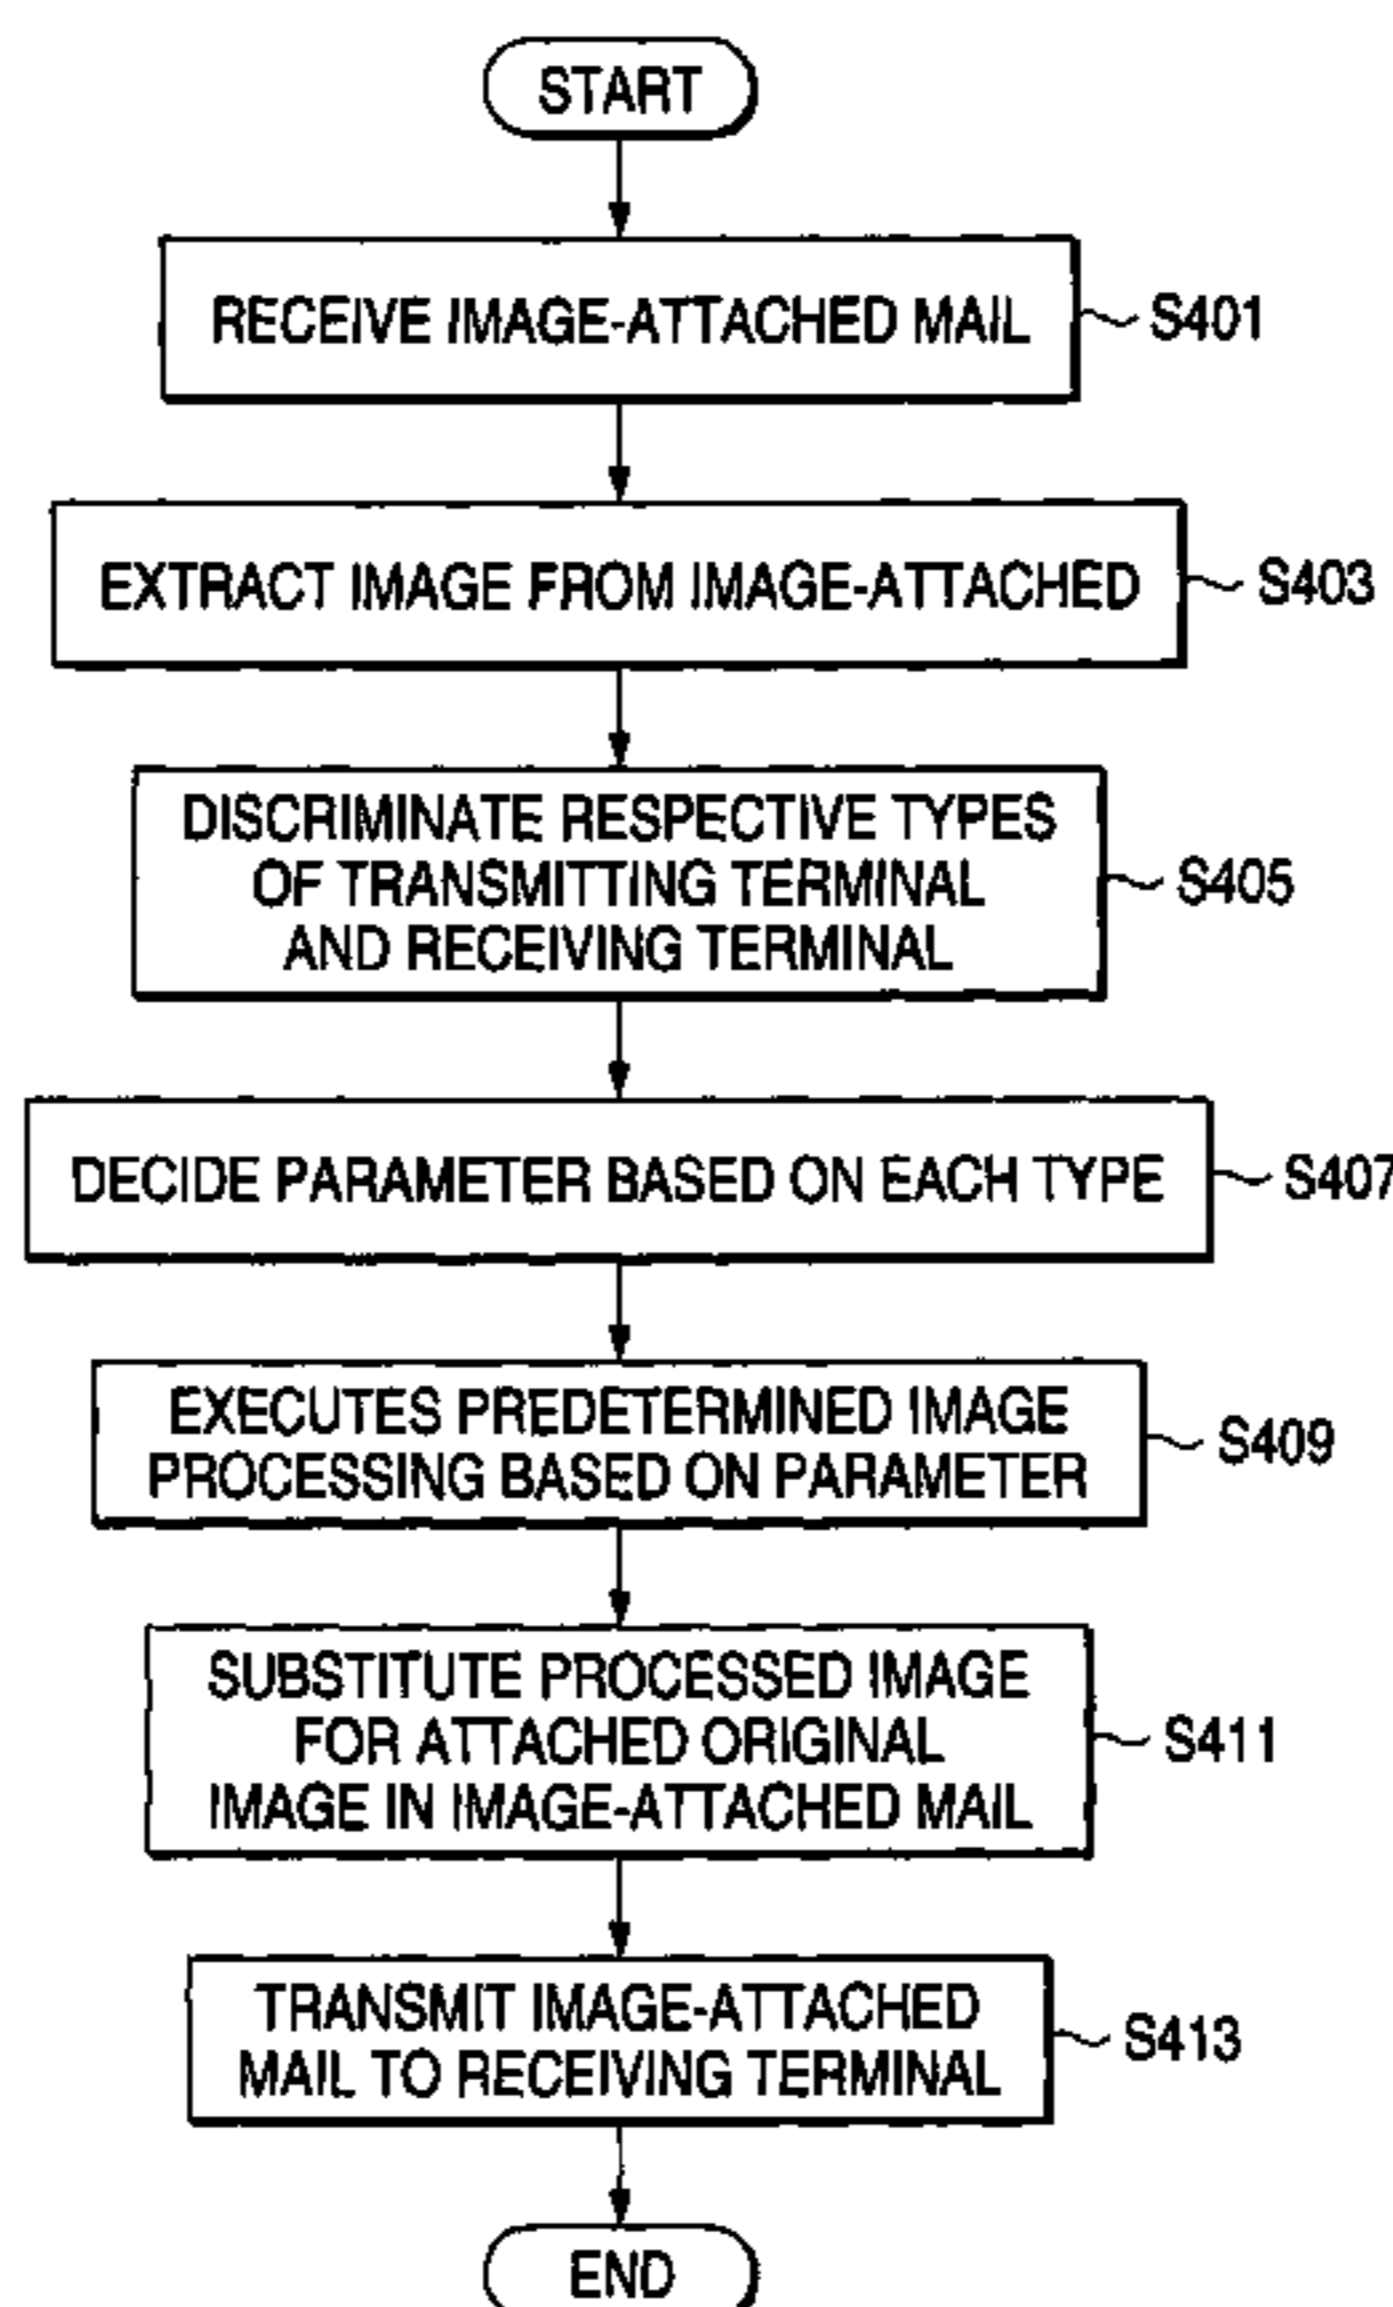 START
RECEIVE IMAGE-ATTACHED MAIL
S401
EXTRACT IMAGE FROM IMAGE-ATTACHED
S403
DISCRIMINATE RESPECTIVE TYPES
OF TRANSMITTING TERMINAL
AND RECEIVING TERMINAL
S405
DECIDE PARAMETER BASED ON EACH TYPE
S407
EXECUTES PREDETERMINED IMAGE
PROCESSING BASED ON PARAMETER
S409
SUBSTITUTE PROCESSED IMAGE
FOR ATTACHED ORIGINAL
IMAGE IN IMAGE-ATTACHED MAIL
S411
TRANSMIT IMAGE-ATTACHED
MAIL TO RECEIVING TERMINAL
S413
END